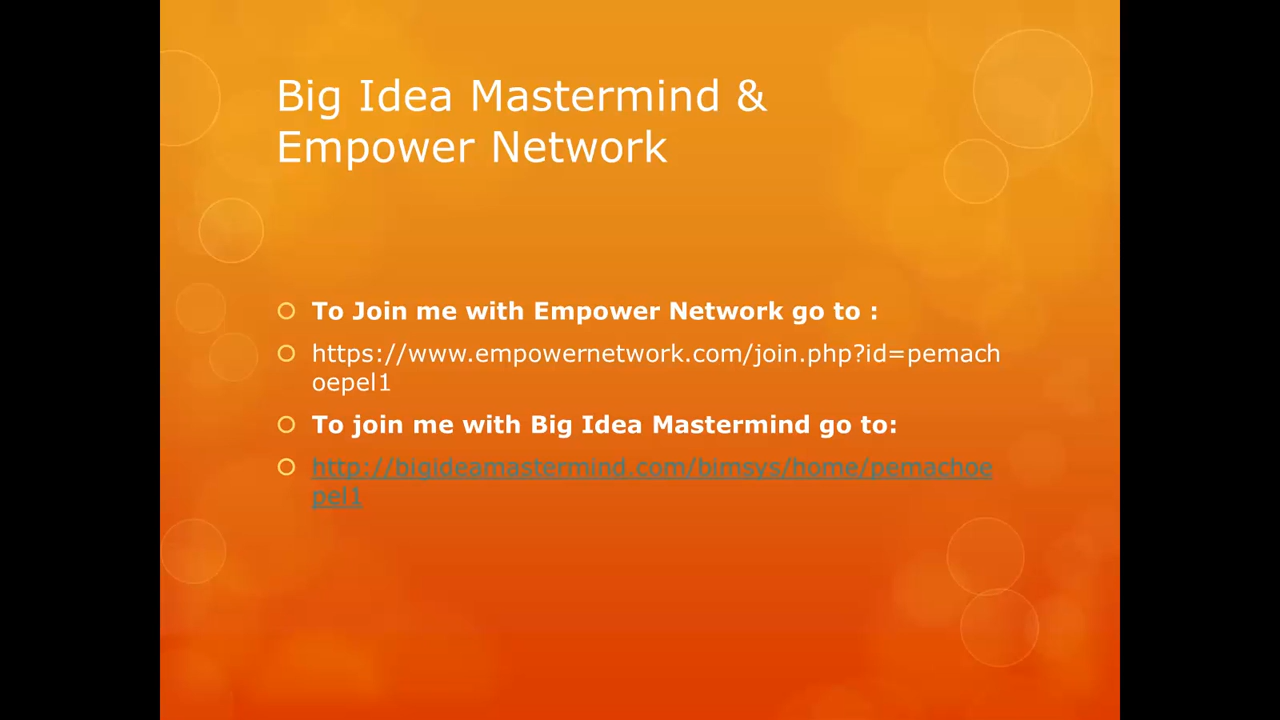 Big Idea Mastermind &
Empower Network
To Join me with Empower Network go to :
https://www.empowernetwork.com/join.php?id=pemach
oepel1
To join me with Big Idea Mastermind go to:
http://bigideamastermind.com/bimsys/home/pemachoe
pel1